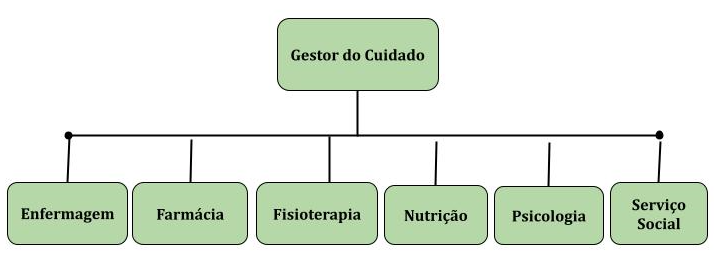 Gestor do Cuidado
Enfermagem
Farmácia
Fisioterapia
Nutrição
Psicologia
Serviço
Social